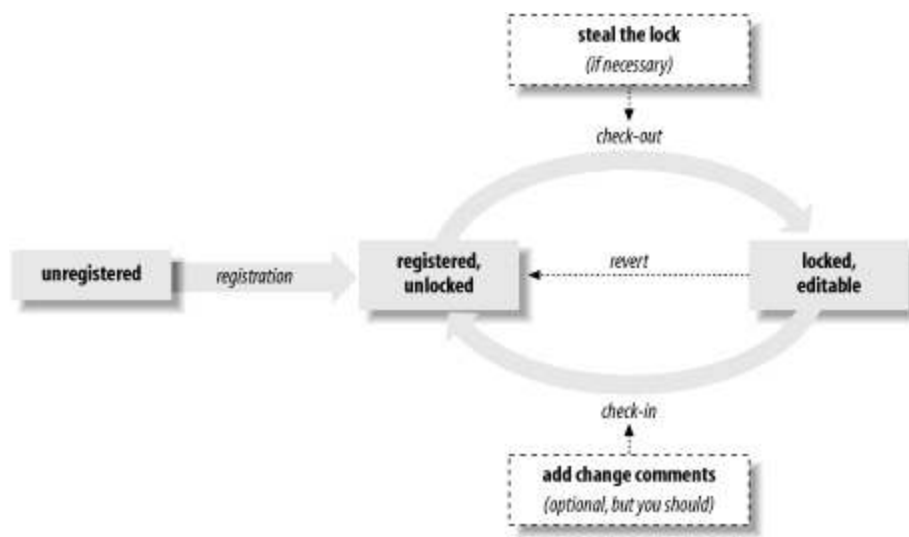 steal the lock
(if necessary)
check-out
unregistered
registration
registered,
unlocked
revert
locked,
editable
check-in
add change comments
(optional, but you should)